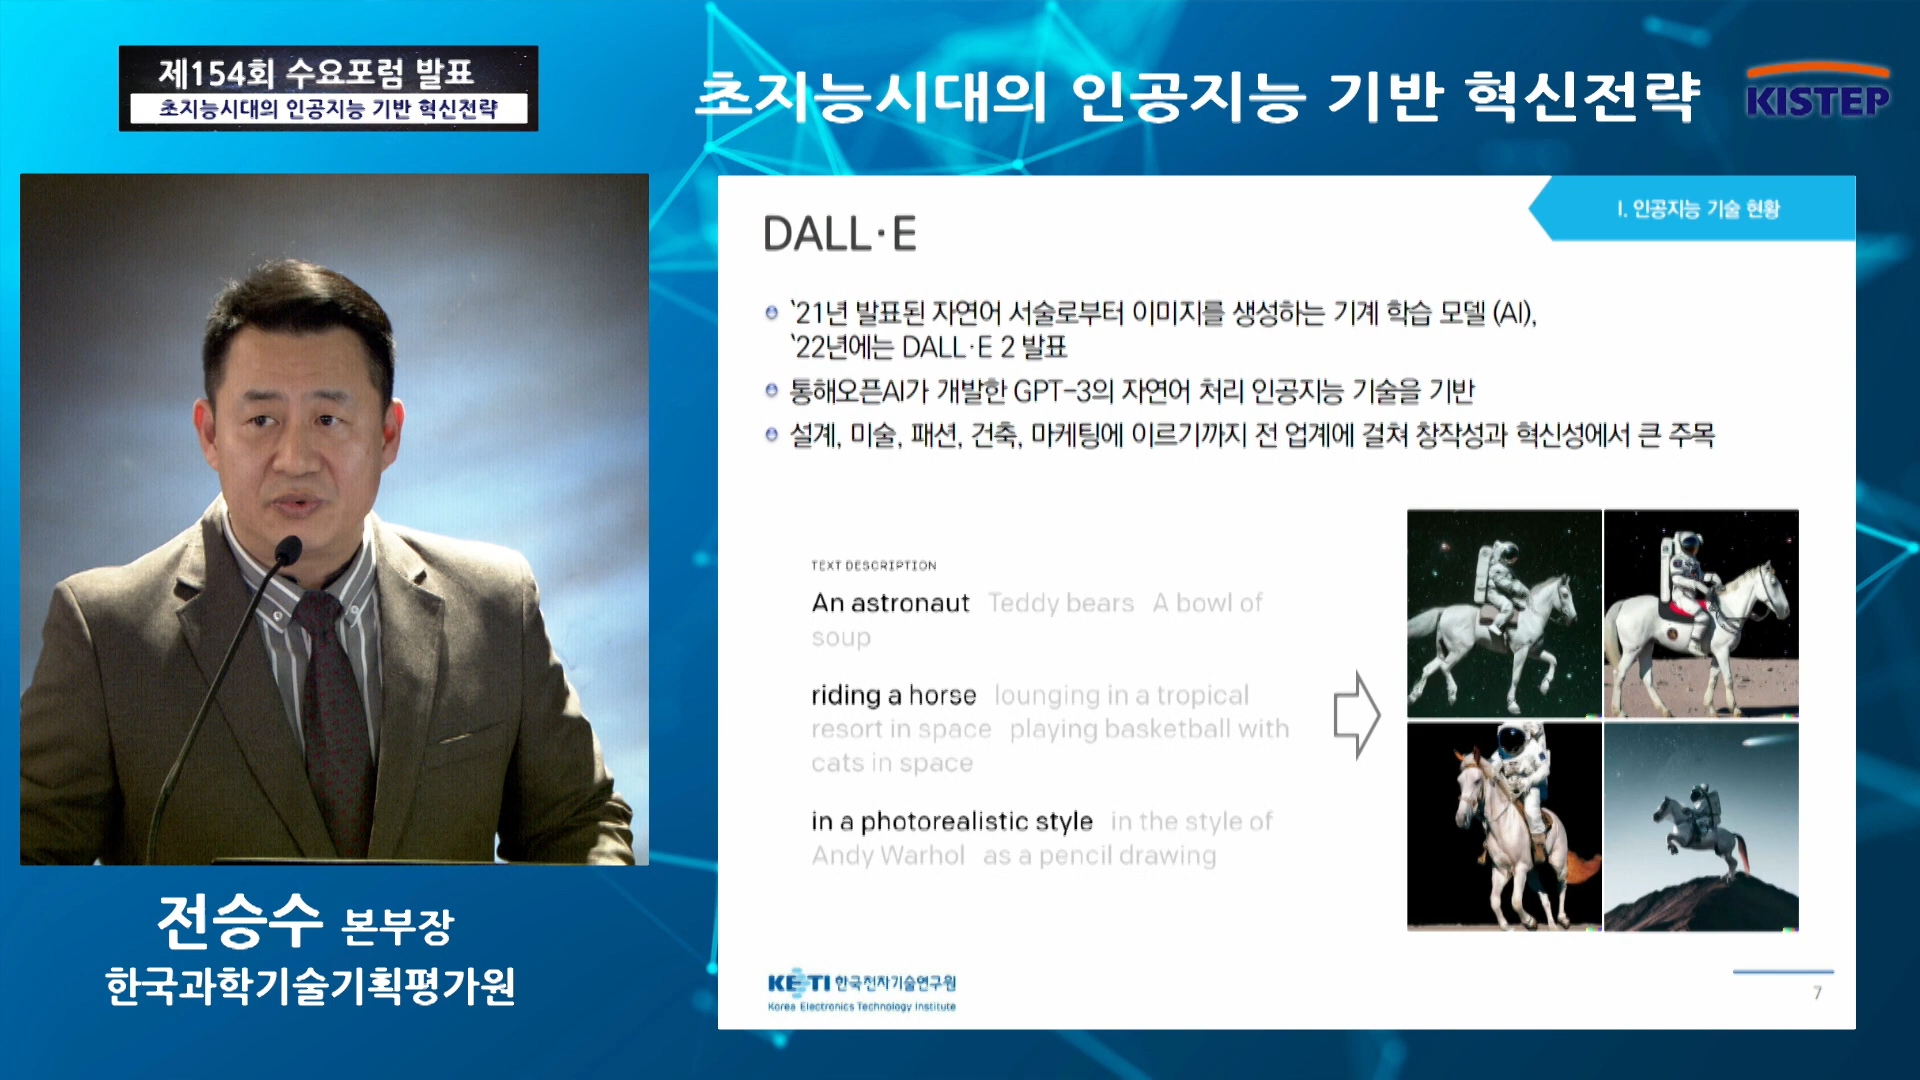 제154회 수요포럼 발표
초지능시대의 인공지능 기반 혁신전략
초지능시대의 인공지능 기반 혁신전략
KISTEP
I. 인공지능 기술 현황
DALL·E
‵21년 발표된 자연어 서술로부터 이미지를 생성하는 기계 학습 모델 (AI),
‵22년에는 DALL·E 2 발표
통해오픈AI가 개발한 GPT-3의 자연어 처리 인공지능 기술을 기반
설계, 미술, 패션, 건축, 마케팅에 이르기까지 전 업계에 걸쳐 창작성과 혁신성에서 큰 주목
TEXT DESCRIPTION
An astronaut Teddy bears A bowl of
soup
riding a horse lounging in a tropical
resort in space playing basketball with
cats in space
in a photorealistic style in the style of
Andy Warhol as a pencil drawing
KETI 한국전자기술연구원
Korea Electronics Technology Institute
7
전승수 본부장
한국과학기술기획평가원